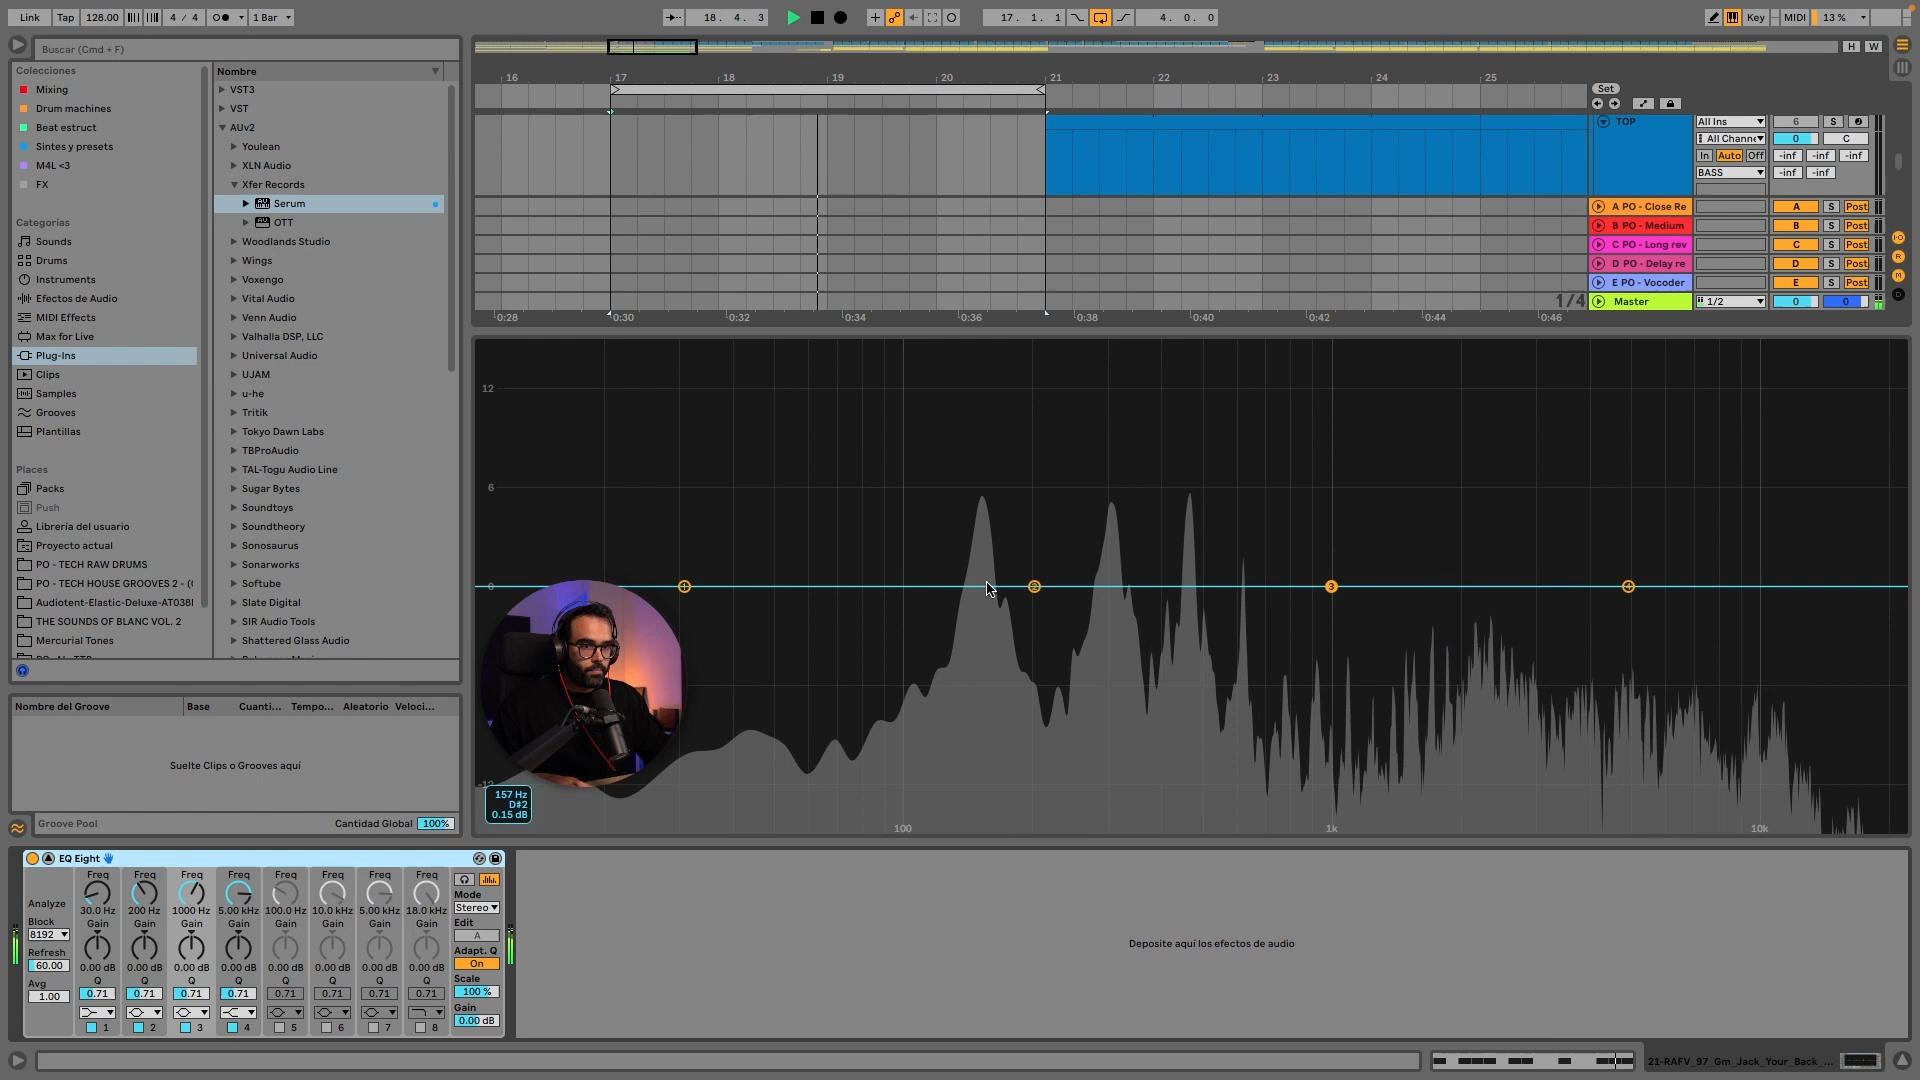 Link Tap 128.00 4 / 4 1 Bar 18. 4. 3 17. 1. 1 4. 0. 0 Key MIDI 13 %
Buscar (Cmd + F)
H W
Colecciones
Mixing
Drum machines
Beat estruct
Sintes y presets
M4L <3
FX
Categorías
Sounds
Drums
Instruments
Efectos de Audio
MIDI Effects
Max for Live
Plug-Ins
Clips
Samples
Grooves
Plantillas
Places
Packs
Push
Librería del usuario
Proyecto actual
PO - TECH RAW DRUMS
PO - TECH HOUSE GROOVES 2 - (
Audiotent-Elastic-Deluxe-AT038
THE SOUNDS OF BLANC VOL. 2
Mercurial Tones
Nombre
VST3
VST
AUv2
Youlean
XLN Audio
Xfer Records
Serum
OTT
Woodlands Studio
Wings
Voxengo
Vital Audio
Venn Audio
Valhalla DSP, LLC
Universal Audio
UJAM
u-he
Tritik
Tokyo Dawn Labs
TBProAudio
TAL-Togu Audio Line
Sugar Bytes
Soundtoys
Soundtheory
Sonosaurus
Sonarworks
Softube
Slate Digital
SIR Audio Tools
Shattered Glass Audio
16 17 18 19 20 21 22 23 24 25
Set
TOP All Ins 6 S
All Channe 0 C
In Auto Off -inf -inf -inf
BASS -inf -inf
A PO - Close Re A S Post
B PO - Medium B S Post
C PO - Long rev C S Post
D PO - Delay re D S Post
E PO - Vocoder E S Post
1/4 Master 1/2 0 0
0:28 0:30 0:32 0:34 0:36 0:38 0:40 0:42 0:44 0:46
12
6
0
1 2 3 4
-12
157 Hz
D#2
0.15 dB
100 1k 10k
Nombre del Groove Base Cuanti... Tempo... Aleatorio Veloci...
Suelte Clips o Grooves aquí
Groove Pool Cantidad Global 100%
EQ Eight
Analyze
Block
8192
Refresh
60.00
Avg
1.00
Freq Freq Freq Freq Freq Freq Freq Freq
30.0 Hz 200 Hz 1000 Hz 5.00 kHz 100.0 Hz 10.0 kHz 5.00 kHz 18.0 kHz
Gain Gain Gain Gain Gain Gain Gain Gain
0.00 dB 0.00 dB 0.00 dB 0.00 dB 0.00 dB 0.00 dB 0.00 dB 0.00 dB
Q Q Q Q Q Q Q Q
0.71 0.71 0.71 0.71 0.71 0.71 0.71 0.71
1 2 3 4 5 6 7 8
Mode
Stereo
Edit
A
Adapt. Q
On
Scale
100 %
Gain
0.00 dB
Deposite aquí los efectos de audio
21-RAFV_97_Gm_Jack_Your_Back_...